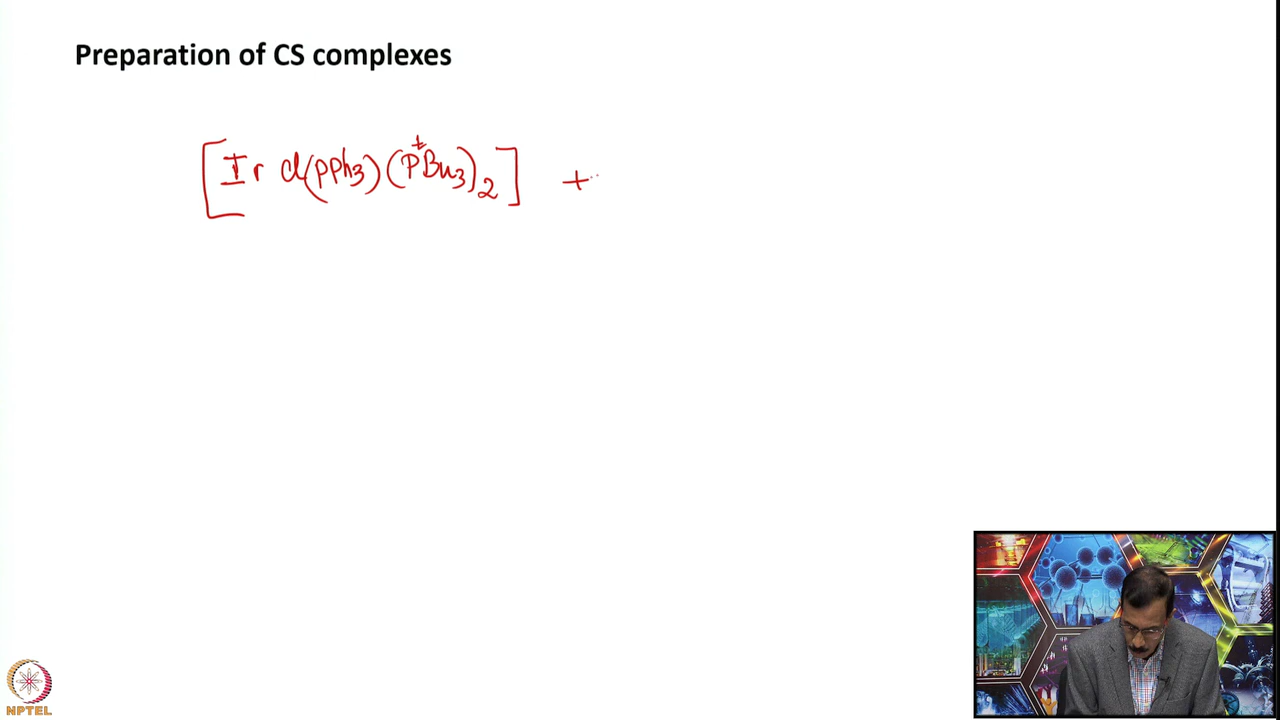 Preparation of CS complexes
[Ir Cl(PPh₃)(PᵗBu₃)₂] +
NPTEL